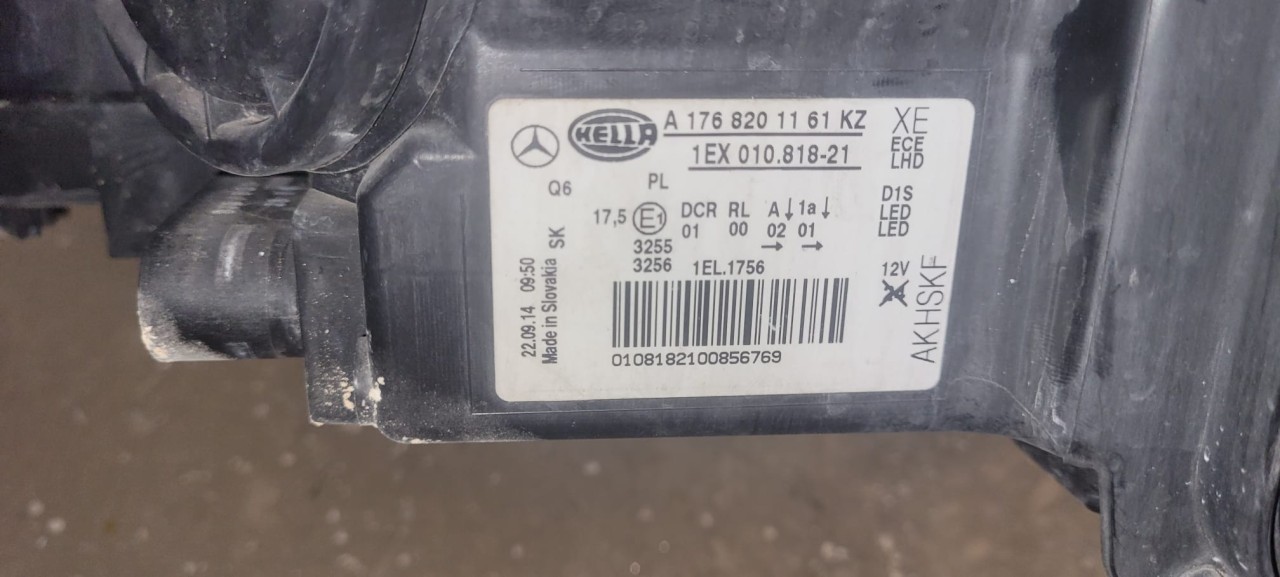 HELLA
A 176 820 11 61 KZ
1EX 010.818-21
XE
ECE
LHD
Q6
PL
17,5 E1
DCR RL A↓ 1a↓
01 00 02 01
→ →
3255
3256 1EL.1756
D1S
LED
LED
12V
AKHSKF
SK
22.09.14 09:50
Made in Slovakia
0108182100856769